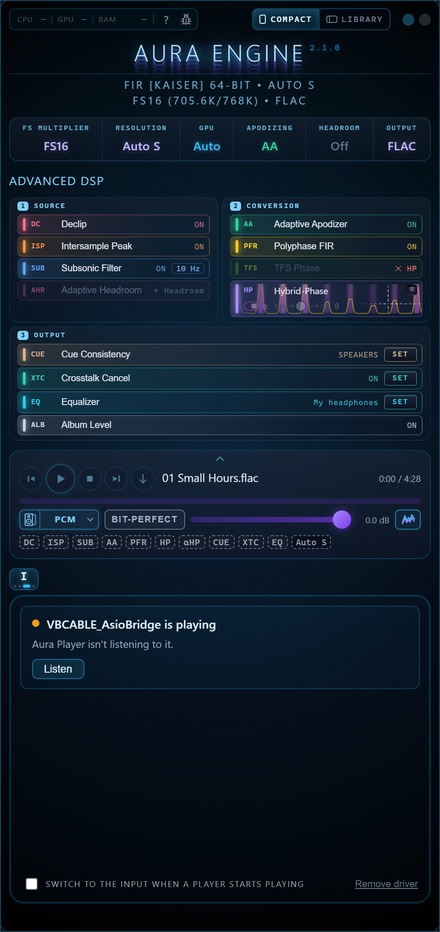 CPU – GPU – RAM – ?
COMPACT LIBRARY
AURA ENGINE 2.1.0
FIR [KAISER] 64-BIT • AUTO S
FS16 (705.6K/768K) • FLAC
FS MULTIPLIER RESOLUTION GPU APODIZING HEADROOM OUTPUT
FS16 Auto S Auto AA Off FLAC
ADVANCED DSP
1 SOURCE
DC Declip ON
ISP Intersample Peak ON
SUB Subsonic Filter ON 10 Hz
AHR Adaptive Headroom + Headroom
2 CONVERSION
AA Adaptive Apodizer ON
PFR Polyphase FIR ON
TFS TFS Phase × HP
HP Hybrid-Phase
3 OUTPUT
CUE Cue Consistency SPEAKERS SET
XTC Crosstalk Cancel ON SET
EQ Equalizer My headphones SET
ALB Album Level ON
01 Small Hours.flac 0:00 / 4:28
PCM BIT-PERFECT 0.0 dB
DC ISP SUB AA PFR HP αHP CUE XTC EQ Auto S
I
VBCABLE_AsioBridge is playing
Aura Player isn't listening to it.
Listen
SWITCH TO THE INPUT WHEN A PLAYER STARTS PLAYING Remove driver